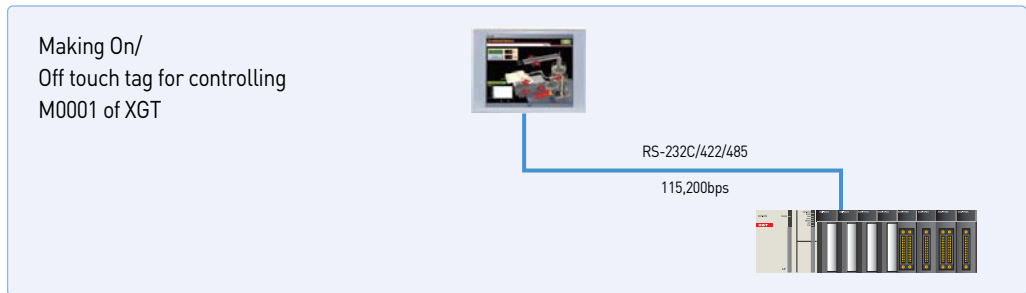 Making On/
Off touch tag for controlling
M0001 of XGT
RS-232C/422/485
115,200bps